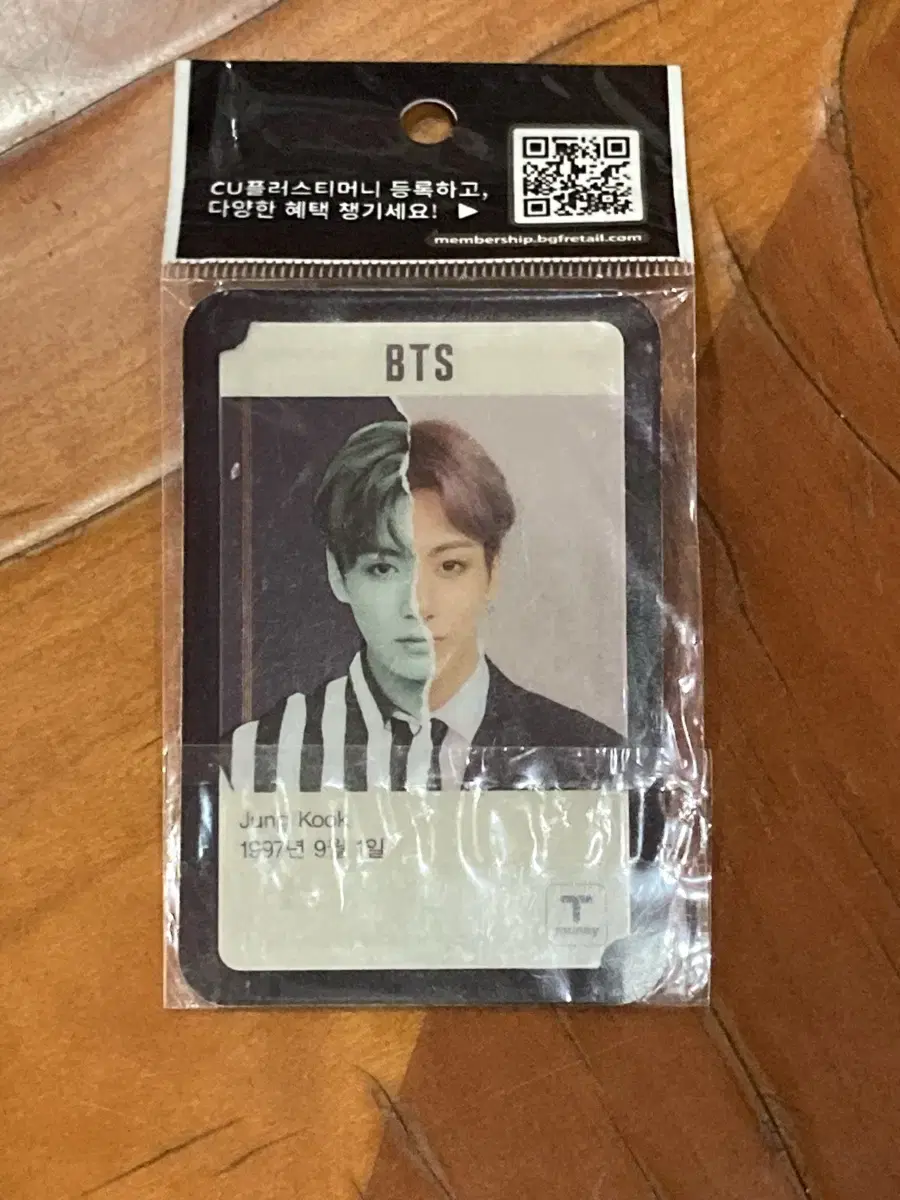 CU플러스티머니 등록하고,
다양한 혜택 챙기세요! ▶
membership.bgfretail.com
BTS
Jung Kook
1997년 9월 1일
T
money